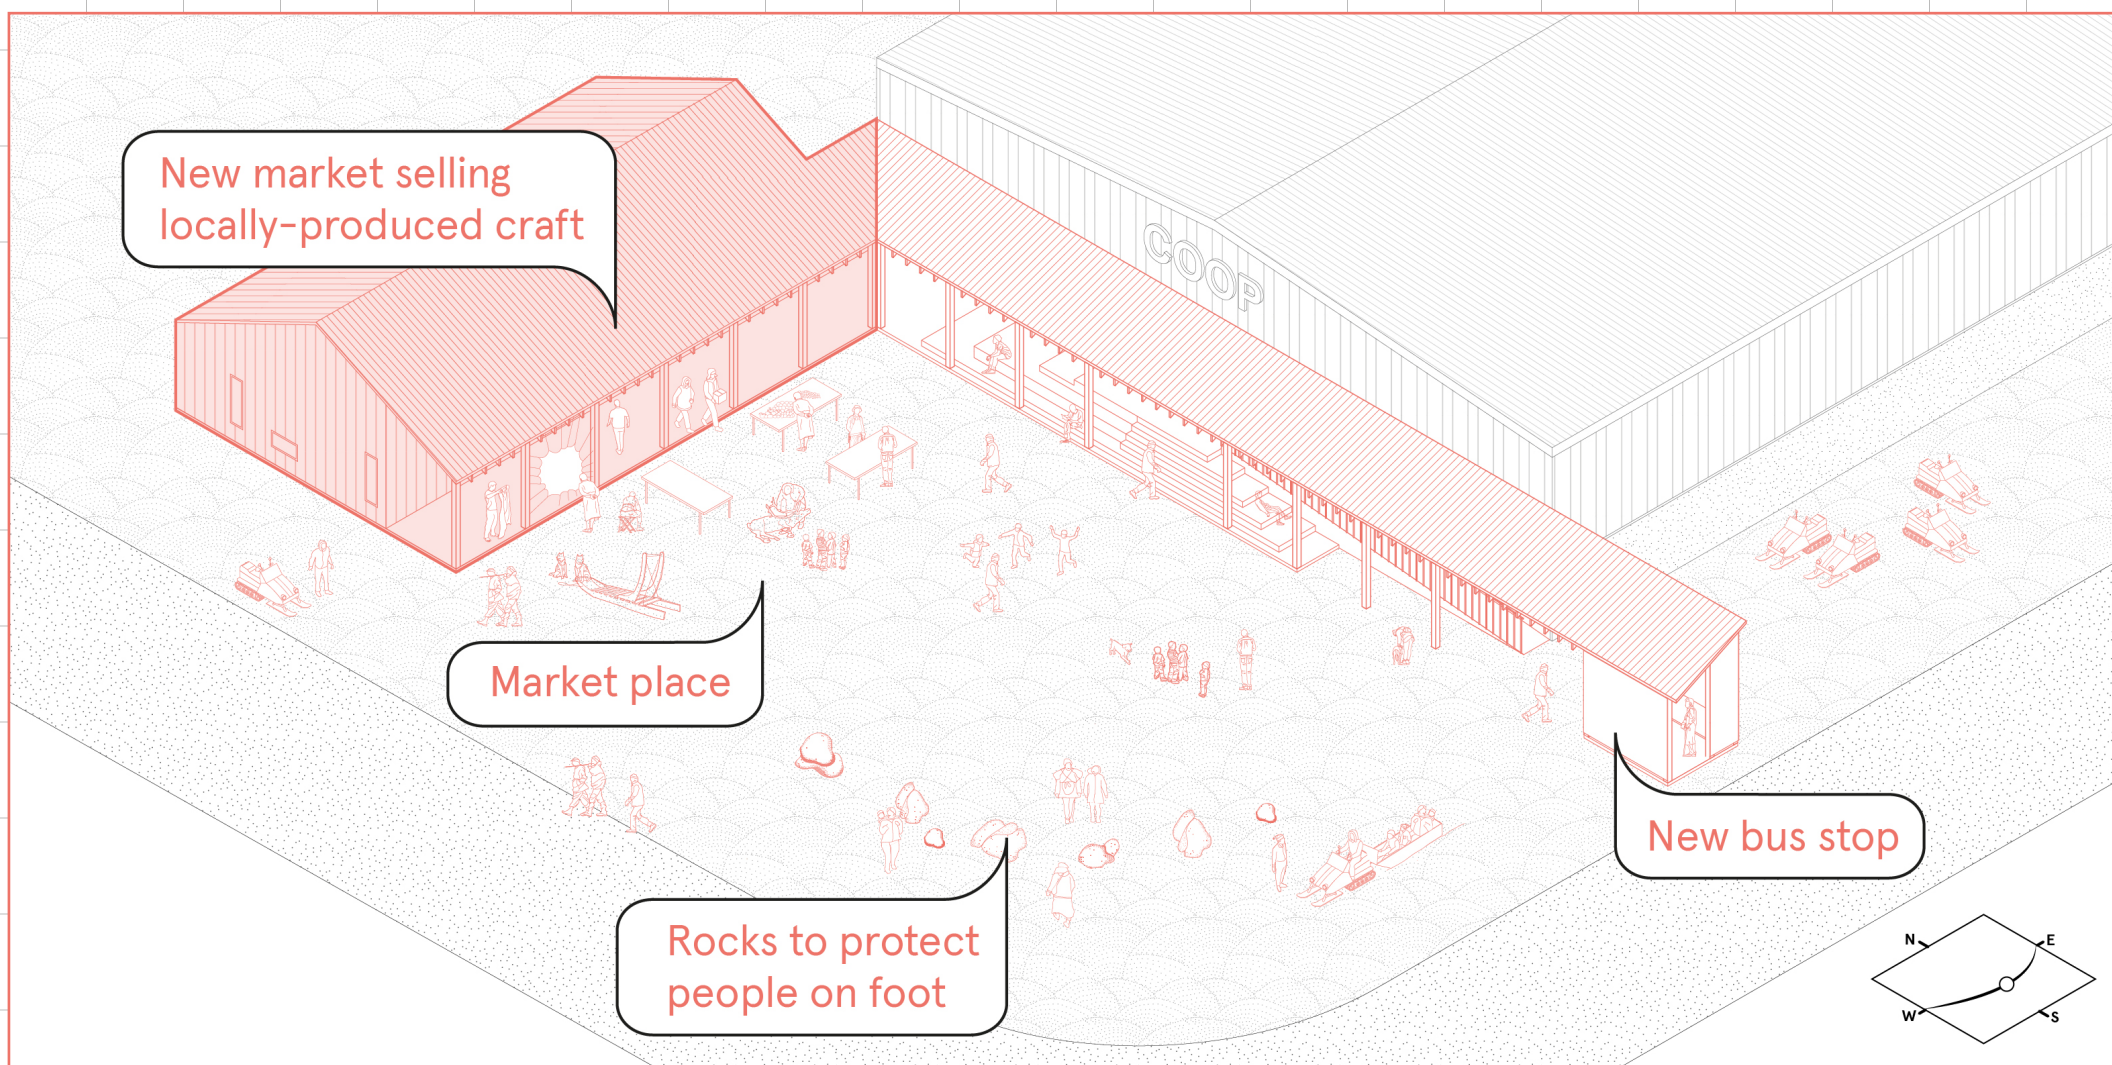 New market selling
locally-produced craft
COOP
Market place
New bus stop
Rocks to protect
people on foot
N
E
W
S